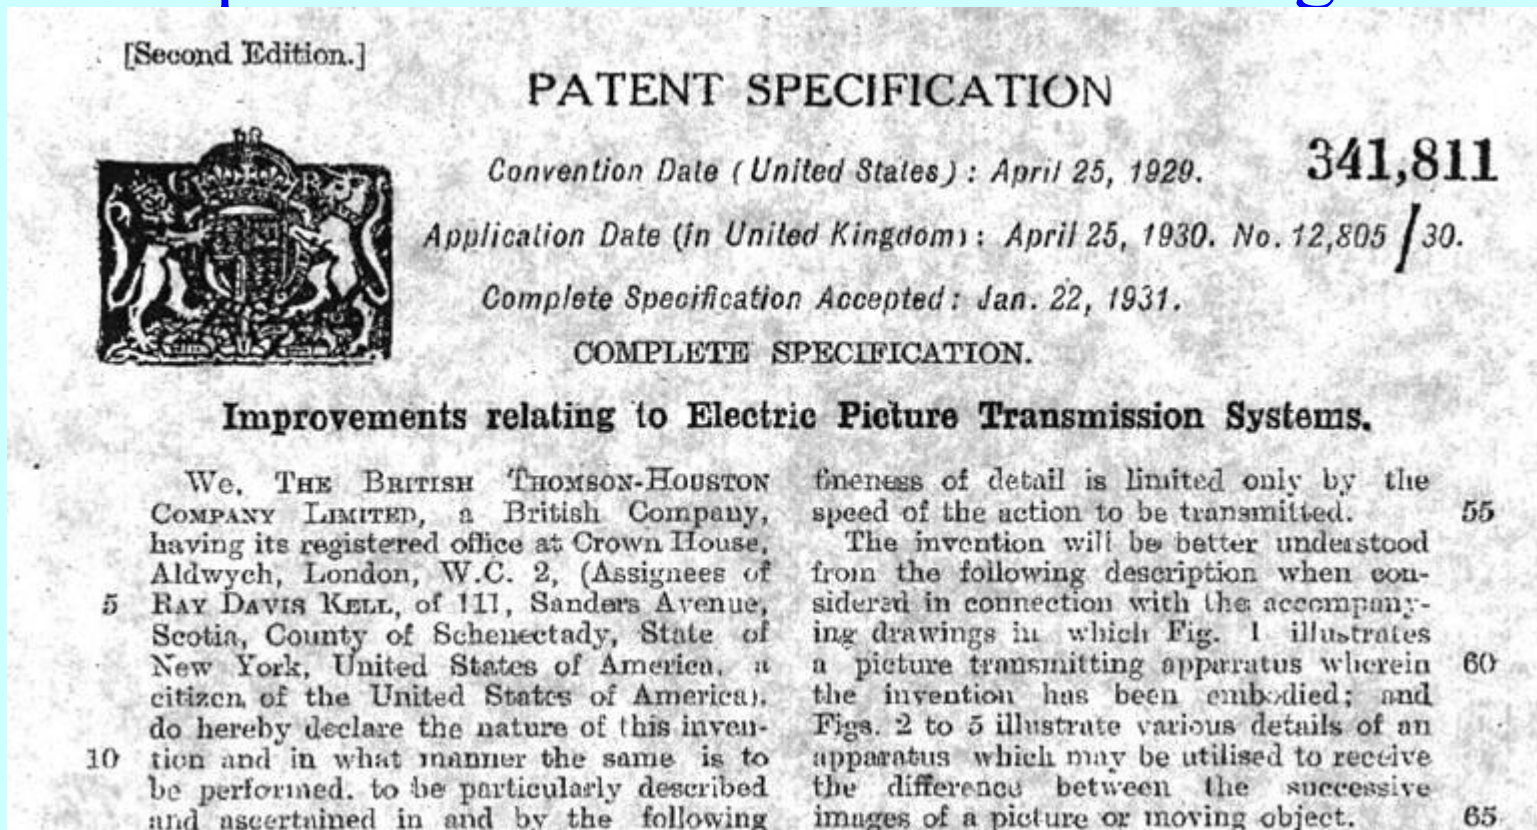 [Second Edition.]
PATENT SPECIFICATION
341,811
Convention Date (United States): April 25, 1929.
Application Date (in United Kingdom): April 25, 1930. No. 12,805/30.
Complete Specification Accepted: Jan. 22, 1931.
COMPLETE SPECIFICATION.
Improvements relating to Electric Picture Transmission Systems.
We, THE BRITISH THOMSON-HOUSTON
COMPANY LIMITED, a British Company,
having its registered office at Crown House,
Aldwych, London, W.C. 2, (Assignees of
5 RAY DAVIS KELL, of 111, Sanders Avenue,
Scotia, County of Schenectady, State of
New York, United States of America, a
citizen of the United States of America),
do hereby declare the nature of this inven-
10 tion and in what manner the same is to
be performed, to be particularly described
and ascertained in and by the following
fineness of detail is limited only by the
speed of the action to be transmitted. 55
The invention will be better understood
from the following description when con-
sidered in connection with the accompany-
ing drawings in which Fig. 1 illustrates
a picture transmitting apparatus wherein 60
the invention has been embodied; and
Figs. 2 to 5 illustrate various details of an
apparatus which may be utilised to receive
the difference between the successive
images of a picture or moving object. 65